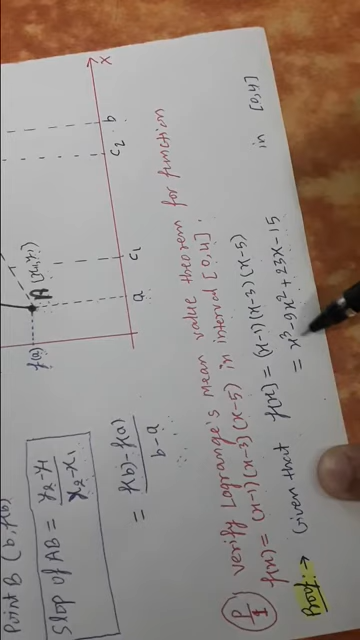 f(a)
A (x₁, y₁)
a c₁ c₂ b X
Point B (b, f(b)
Slop of AB = y₂-y₁ / x₂-x₁
= f(b)-f(a) / b-a
P/1 Verify Lagrange's mean value theorem for function
f(x) = (x-1)(x-3)(x-5) in interval [0,4].
Proof:→ Given that f(x) = (x-1)(x-3)(x-5) in [0,4]
= x³-9x²+23x-15